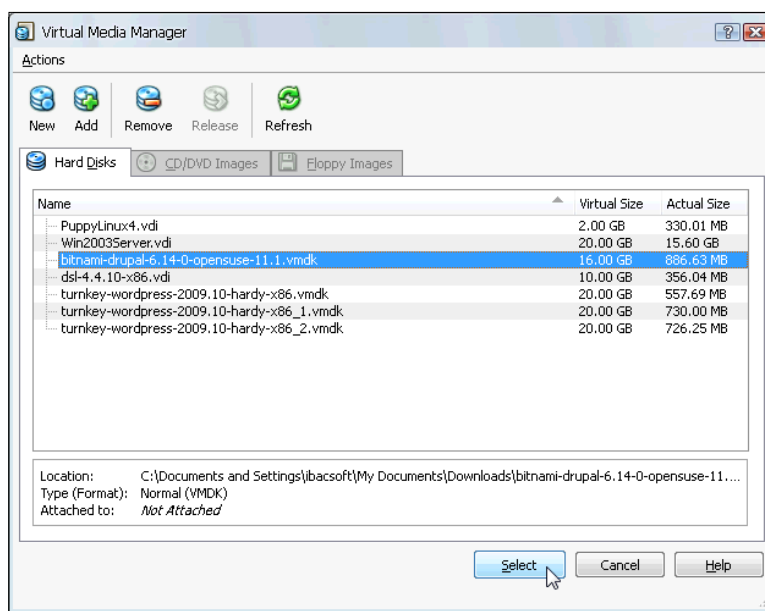 Virtual Media Manager
Actions
New Add Remove Release Refresh
Hard Disks CD/DVD Images Floppy Images
Name Virtual Size Actual Size
PuppyLinux4.vdi 2.00 GB 330.01 MB
Win2003Server.vdi 20.00 GB 15.60 GB
bitnami-drupal-6.14-0-opensuse-11.1.vmdk 16.00 GB 886.63 MB
dsl-4.4.10-x86.vdi 10.00 GB 356.04 MB
turnkey-wordpress-2009.10-hardy-x86.vmdk 20.00 GB 557.69 MB
turnkey-wordpress-2009.10-hardy-x86_1.vmdk 20.00 GB 730.00 MB
turnkey-wordpress-2009.10-hardy-x86_2.vmdk 20.00 GB 726.25 MB
Location: C:\Documents and Settings\ibacsoft\My Documents\Downloads\bitnami-drupal-6.14-0-opensuse-11....
Type (Format): Normal (VMDK)
Attached to: Not Attached
Select Cancel Help